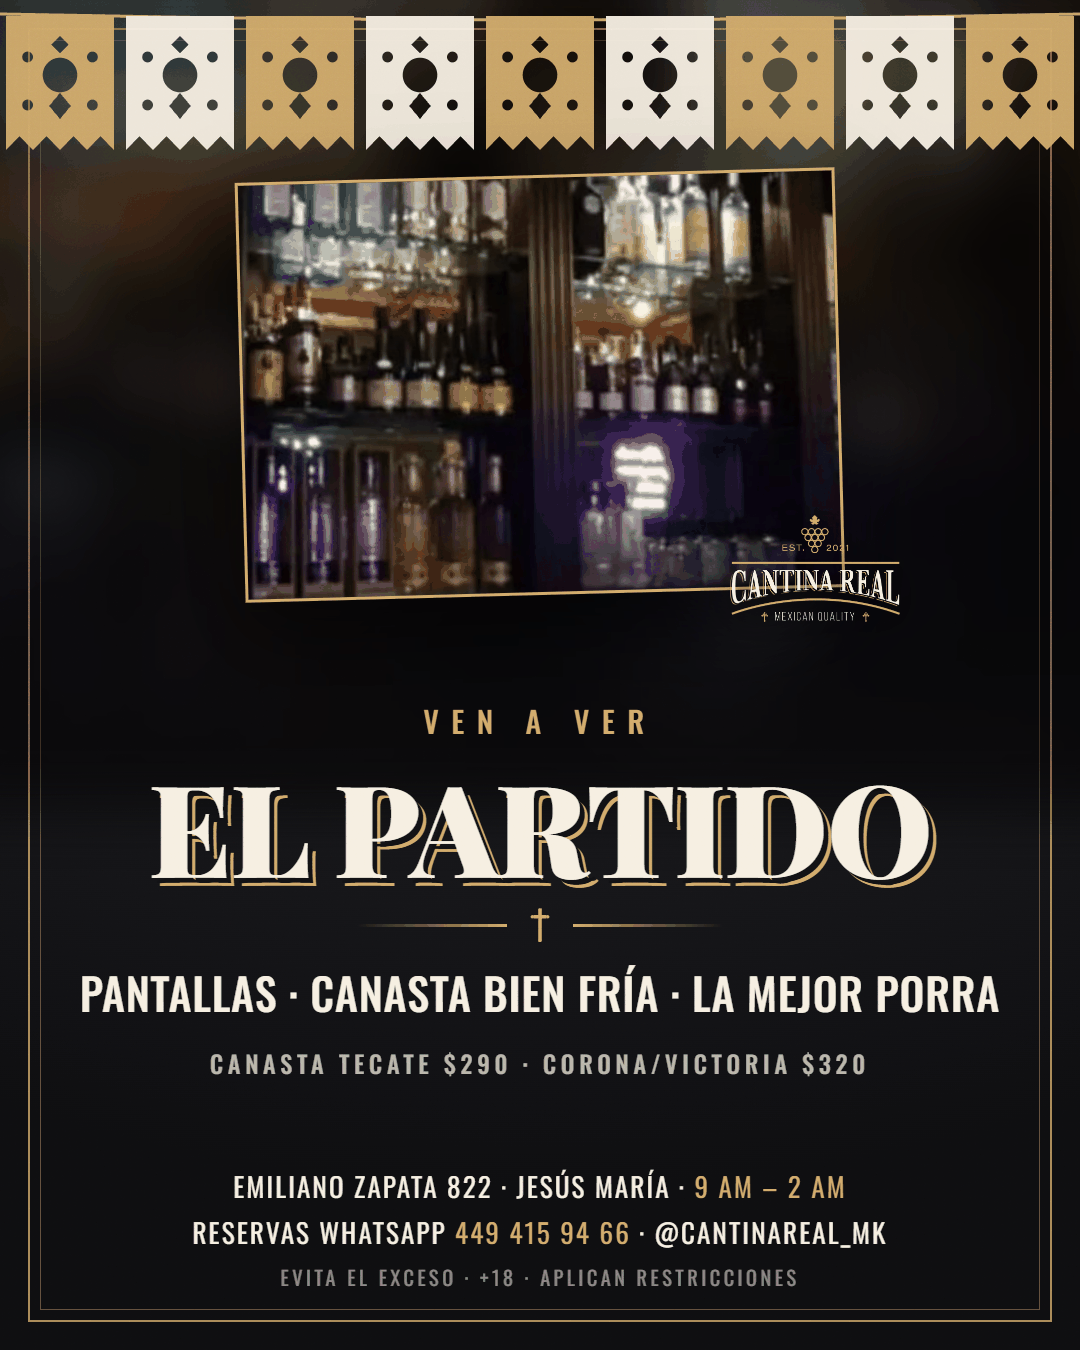 EST. 2021
CANTINA REAL
MEXICAN QUALITY
VEN A VER
EL PARTIDO
PANTALLAS · CANASTA BIEN FRÍA · LA MEJOR PORRA
CANASTA TECATE $290 · CORONA/VICTORIA $320
EMILIANO ZAPATA 822 · JESÚS MARÍA · 9 AM – 2 AM
RESERVAS WHATSAPP 449 415 94 66 · @CANTINAREAL_MK
EVITA EL EXCESO · +18 · APLICAN RESTRICCIONES